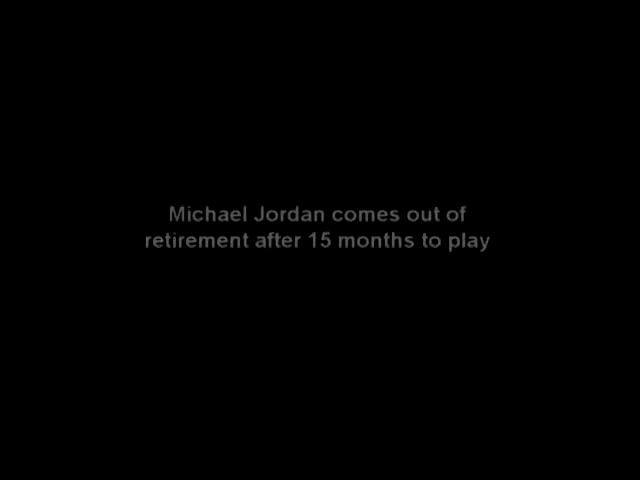 Michael Jordan comes out of
retirement after 15 months to play